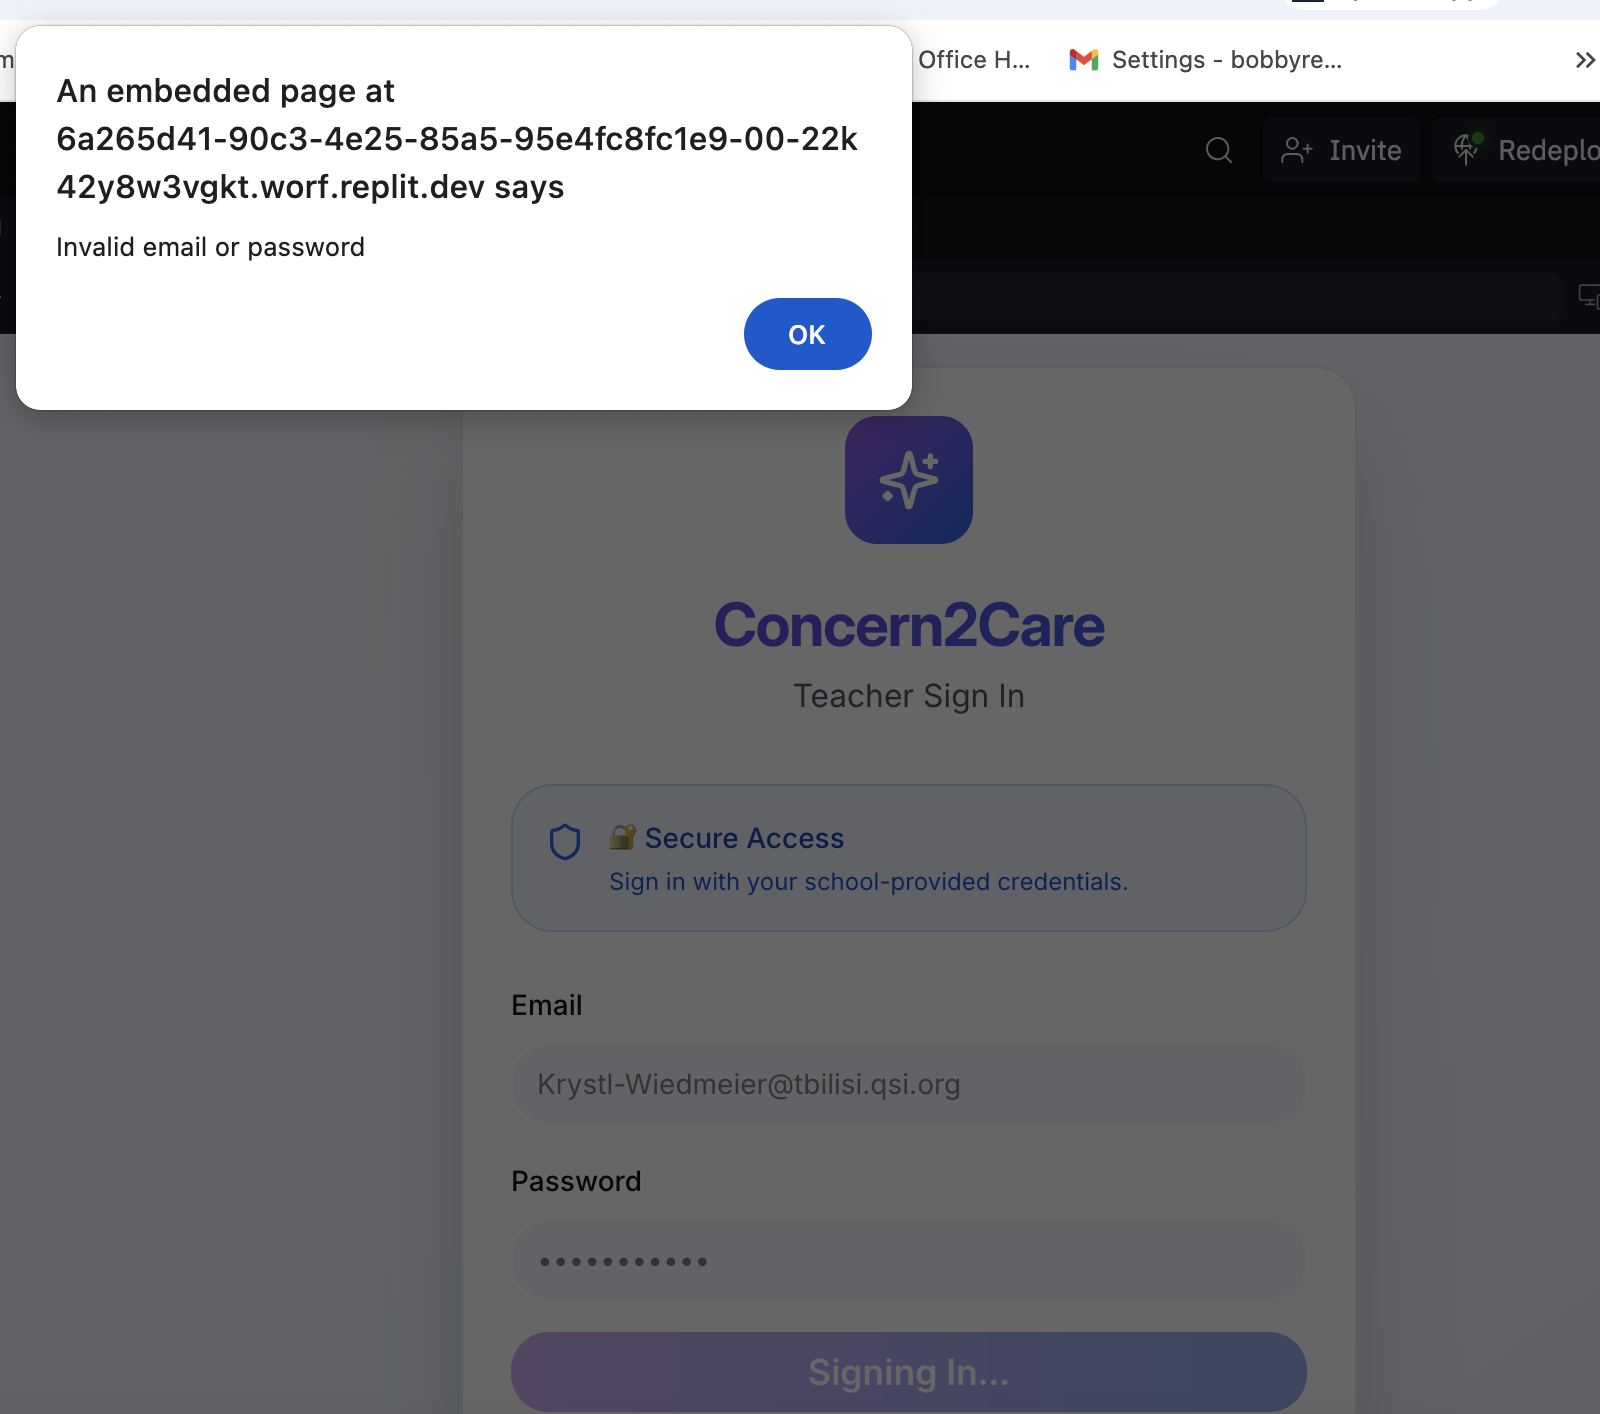 An embedded page at
6a265d41-90c3-4e25-85a5-95e4fc8fc1e9-00-22k
42y8w3vgkt.worf.replit.dev says
Invalid email or password
OK
Office H...
Settings - bobbyre...
Invite
Redeplo
Concern2Care
Teacher Sign In
🔐 Secure Access
Sign in with your school-provided credentials.
Email
Krystl-Wiedmeier@tbilisi.qsi.org
Password
Signing In...